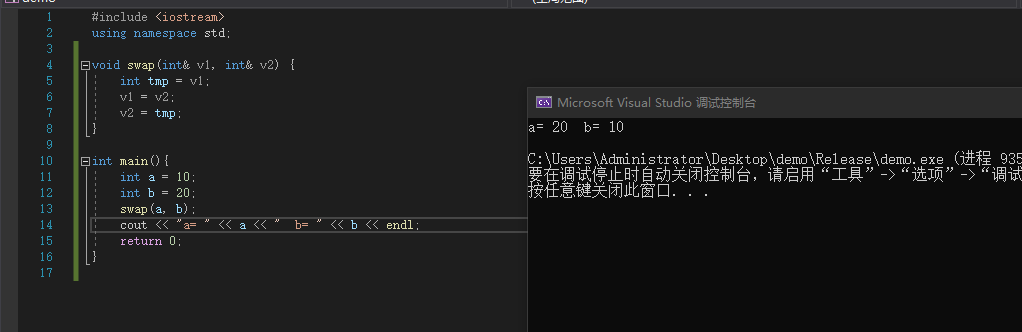 demo
(全局范围)
1 #include <iostream>
2 using namespace std;
3
4 void swap(int& v1, int& v2) {
5 int tmp = v1;
6 v1 = v2;
7 v2 = tmp;
8 }
9
10 int main(){
11 int a = 10;
12 int b = 20;
13 swap(a, b);
14 cout << "a= " << a << "  b= " << b << endl;
15 return 0;
16 }
17
Microsoft Visual Studio 调试控制台
a= 20  b= 10
C:\Users\Administrator\Desktop\demo\Release\demo.exe (进程 935
要在调试停止时自动关闭控制台，请启用“工具”->“选项”->“调试
按任意键关闭此窗口. . .